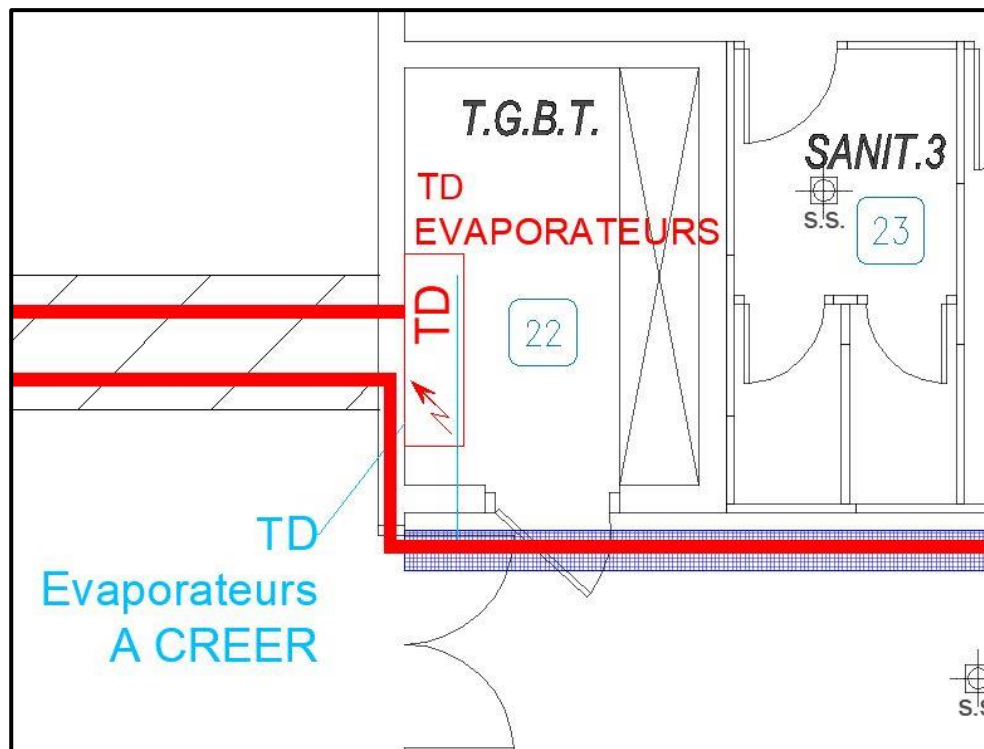 T.G.B.T.
SANIT.3
TD
EVAPORATEURS
S.S.
23
TD
22
TD
Evaporateurs
A CREER
S.S